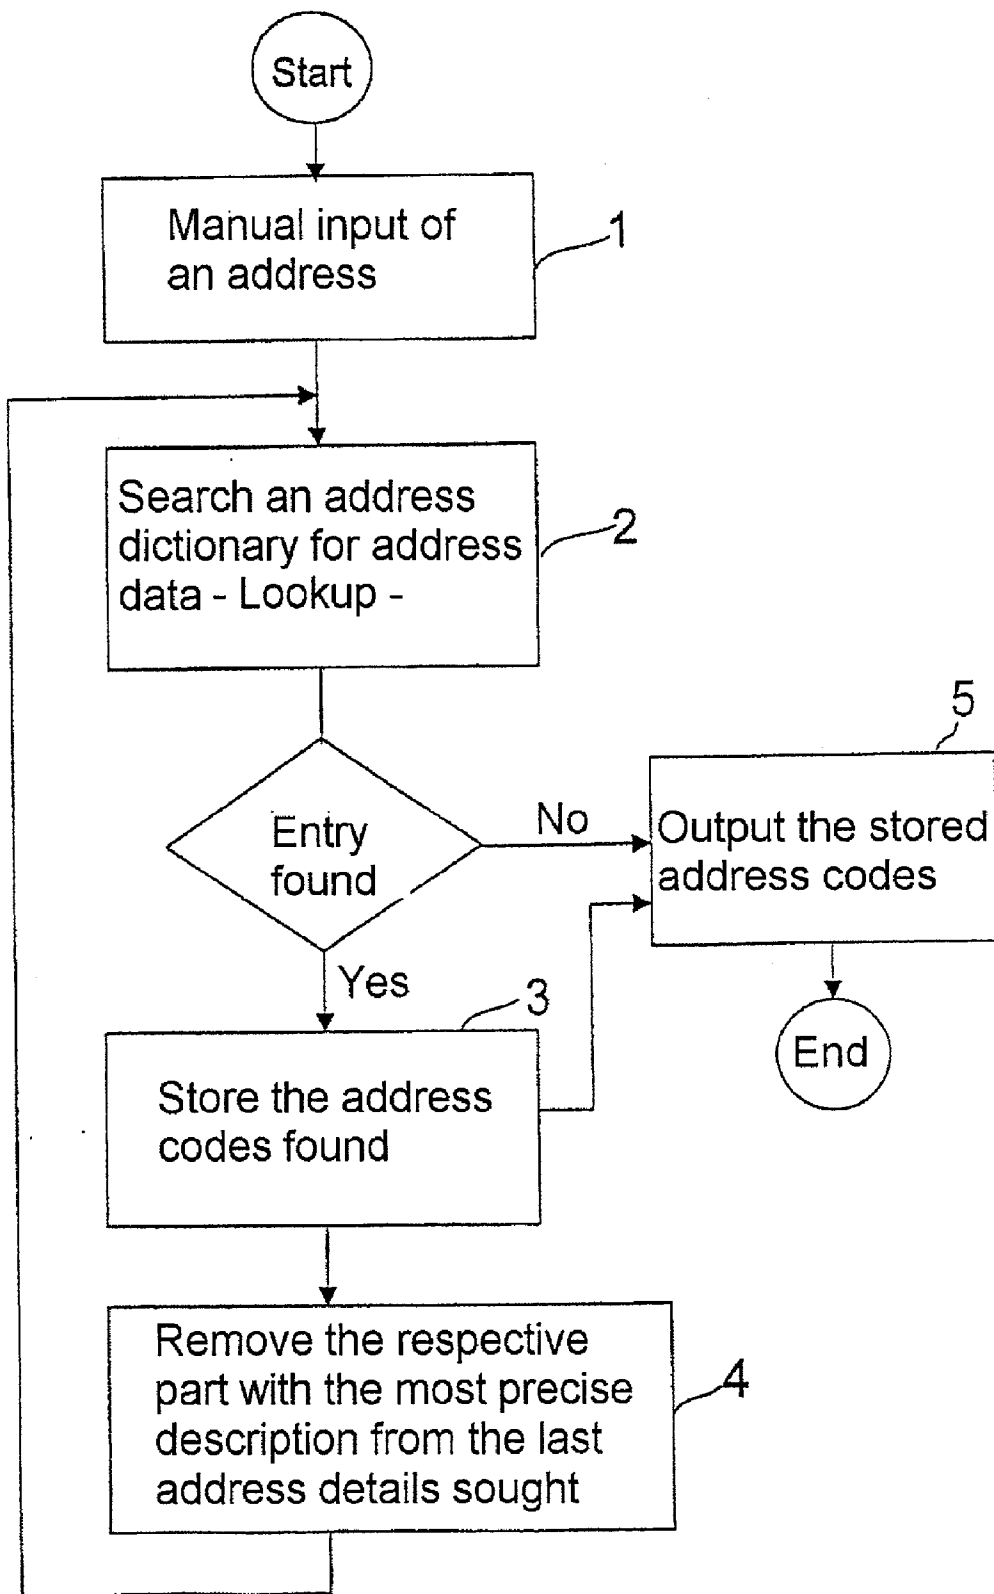 Start
Manual input of
an address
1
Search an address
dictionary for address
data - Lookup -
2
Entry
found
No
Yes
5
Output the stored
address codes
End
3
Store the address
codes found
Remove the respective
part with the most precise
description from the last
address details sought
4